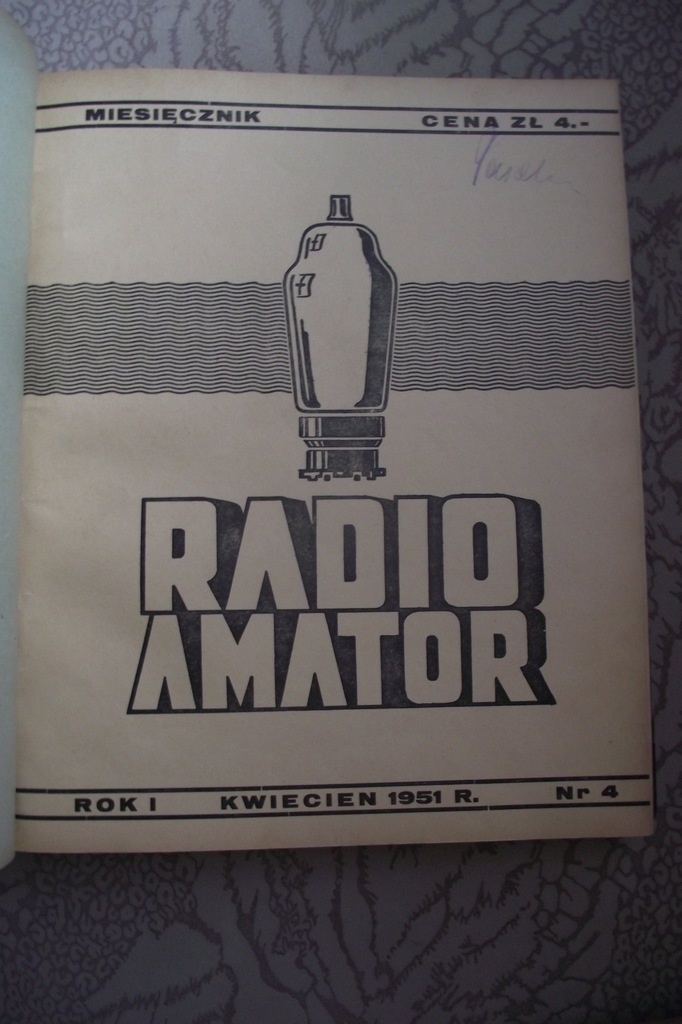 MIESIĘCZNIK CENA ZŁ 4.-
RADIO
AMATOR
ROK I KWIECIEN 1951 R. Nr 4